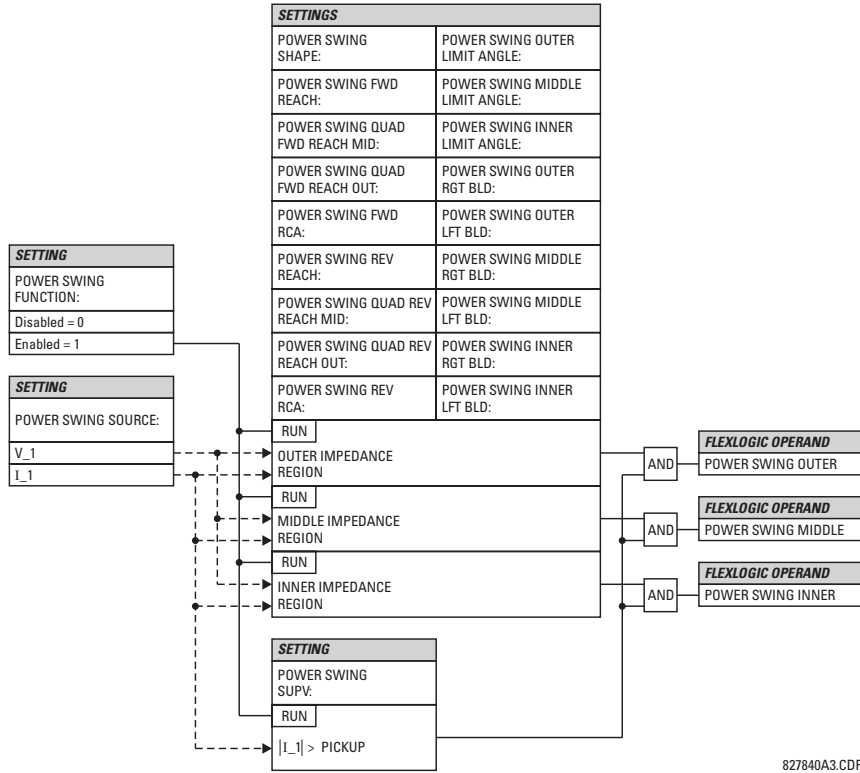 SETTINGS
POWER SWING
SHAPE:
POWER SWING OUTER
LIMIT ANGLE:
POWER SWING FWD
REACH:
POWER SWING MIDDLE
LIMIT ANGLE:
POWER SWING QUAD
FWD REACH MID:
POWER SWING INNER
LIMIT ANGLE:
POWER SWING QUAD
FWD REACH OUT:
POWER SWING OUTER
RGT BLD:
POWER SWING FWD
RCA:
POWER SWING OUTER
LFT BLD:
POWER SWING REV
REACH:
POWER SWING MIDDLE
RGT BLD:
POWER SWING QUAD REV
REACH MID:
POWER SWING MIDDLE
LFT BLD:
POWER SWING QUAD REV
REACH OUT:
POWER SWING INNER
RGT BLD:
POWER SWING REV
RCA:
POWER SWING INNER
LFT BLD:
SETTING
POWER SWING
FUNCTION:
Disabled = 0
Enabled = 1
SETTING
POWER SWING SOURCE:
V_1
I_1
RUN
OUTER IMPEDANCE
REGION
RUN
MIDDLE IMPEDANCE
REGION
RUN
INNER IMPEDANCE
REGION
AND
FLEXLOGIC OPERAND
POWER SWING OUTER
AND
FLEXLOGIC OPERAND
POWER SWING MIDDLE
AND
FLEXLOGIC OPERAND
POWER SWING INNER
SETTING
POWER SWING
SUPV:
RUN
|I_1| > PICKUP
827840A3.CDR